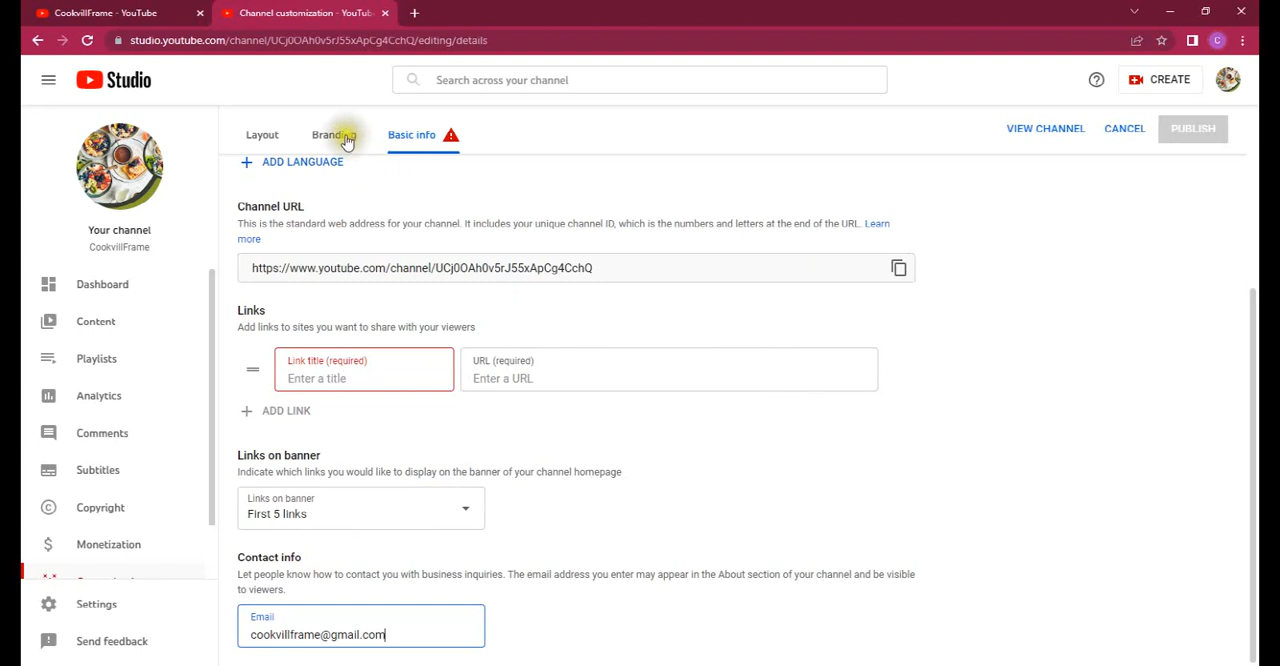 CookvillFrame - YouTube
Channel customization - YouTub
studio.youtube.com/channel/UCj0OAh0v5rJ55xApCg4CchQ/editing/details
C
Studio
Search across your channel
CREATE
Layout
Branding
Basic info
VIEW CHANNEL
CANCEL
PUBLISH
ADD LANGUAGE
Your channel
CookvillFrame
Dashboard
Content
Playlists
Analytics
Comments
Subtitles
Copyright
Monetization
Settings
Send feedback
Channel URL
This is the standard web address for your channel. It includes your unique channel ID, which is the numbers and letters at the end of the URL. Learn
more
https://www.youtube.com/channel/UCj0OAh0v5rJ55xApCg4CchQ
Links
Add links to sites you want to share with your viewers
Link title (required)
Enter a title
URL (required)
Enter a URL
ADD LINK
Links on banner
Indicate which links you would like to display on the banner of your channel homepage
Links on banner
First 5 links
Contact info
Let people know how to contact you with business inquiries. The email address you enter may appear in the About section of your channel and be visible
to viewers.
Email
cookvillframe@gmail.com